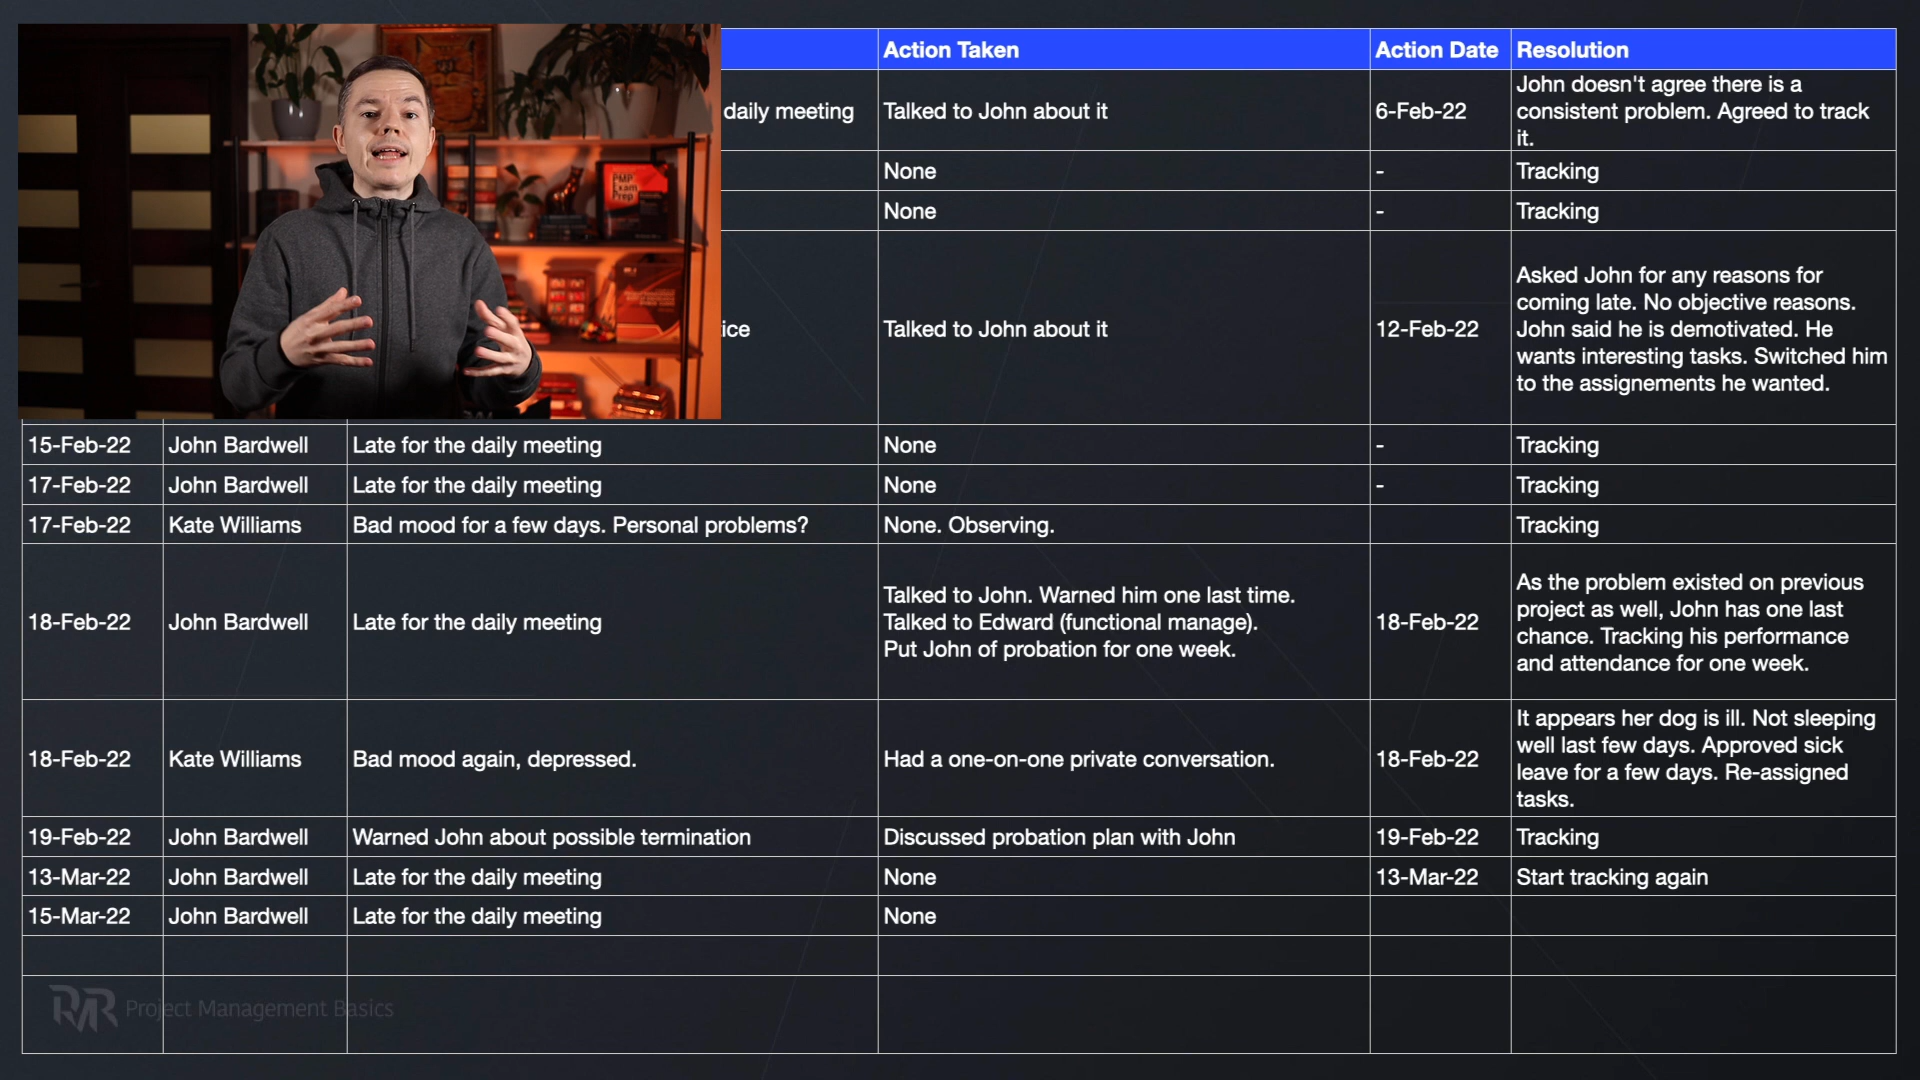 Action Taken
Action Date
Resolution
daily meeting
Talked to John about it
6-Feb-22
John doesn't agree there is a
consistent problem. Agreed to track
it.
None
-
Tracking
None
-
Tracking
ice
Talked to John about it
12-Feb-22
Asked John for any reasons for
coming late. No objective reasons.
John said he is demotivated. He
wants interesting tasks. Switched him
to the assignements he wanted.
PMP
Exam
Prep
15-Feb-22
John Bardwell
Late for the daily meeting
None
-
Tracking
17-Feb-22
John Bardwell
Late for the daily meeting
None
-
Tracking
17-Feb-22
Kate Williams
Bad mood for a few days. Personal problems?
None. Observing.
Tracking
18-Feb-22
John Bardwell
Late for the daily meeting
Talked to John. Warned him one last time.
Talked to Edward (functional manage).
Put John of probation for one week.
18-Feb-22
As the problem existed on previous
project as well, John has one last
chance. Tracking his performance
and attendance for one week.
18-Feb-22
Kate Williams
Bad mood again, depressed.
Had a one-on-one private conversation.
18-Feb-22
It appears her dog is ill. Not sleeping
well last few days. Approved sick
leave for a few days. Re-assigned
tasks.
19-Feb-22
John Bardwell
Warned John about possible termination
Discussed probation plan with John
19-Feb-22
Tracking
13-Mar-22
John Bardwell
Late for the daily meeting
None
13-Mar-22
Start tracking again
15-Mar-22
John Bardwell
Late for the daily meeting
None
Project Management Basics